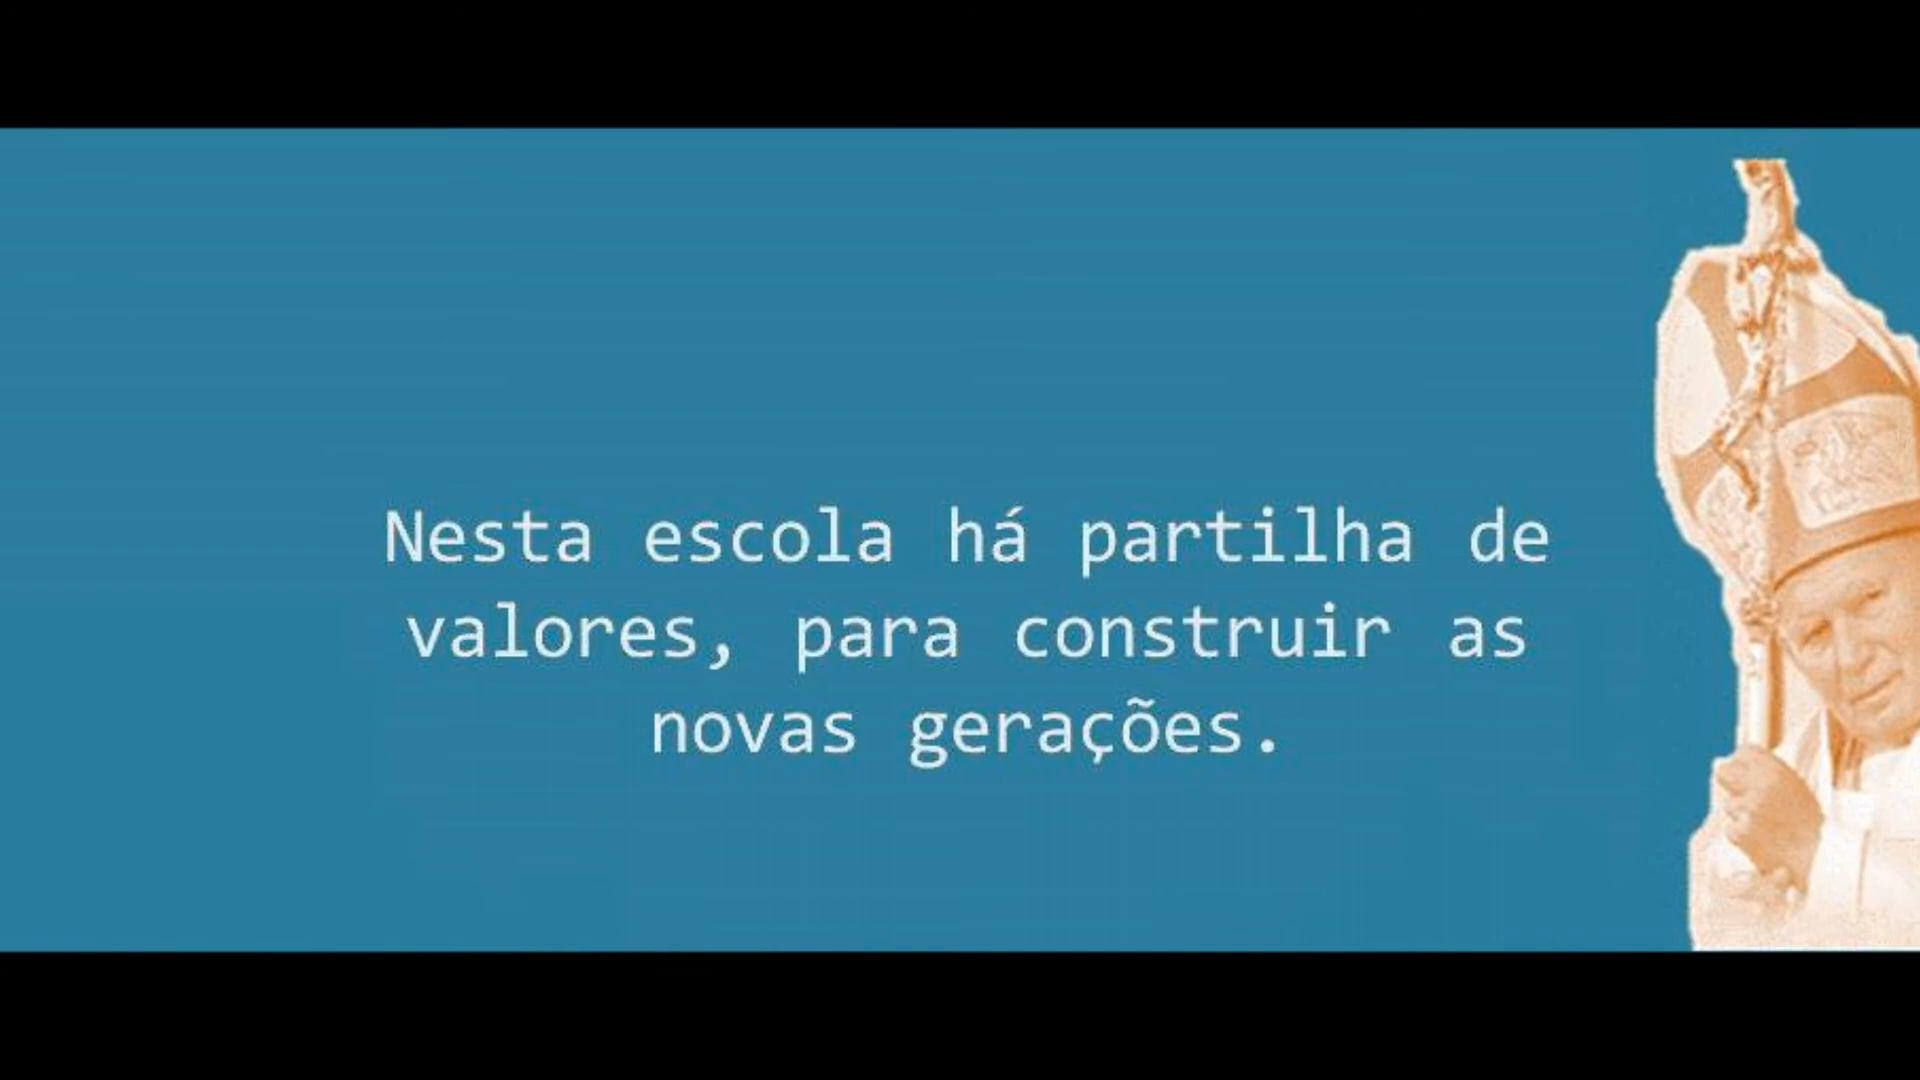 Nesta escola há partilha de
valores, para construir as
novas gerações.